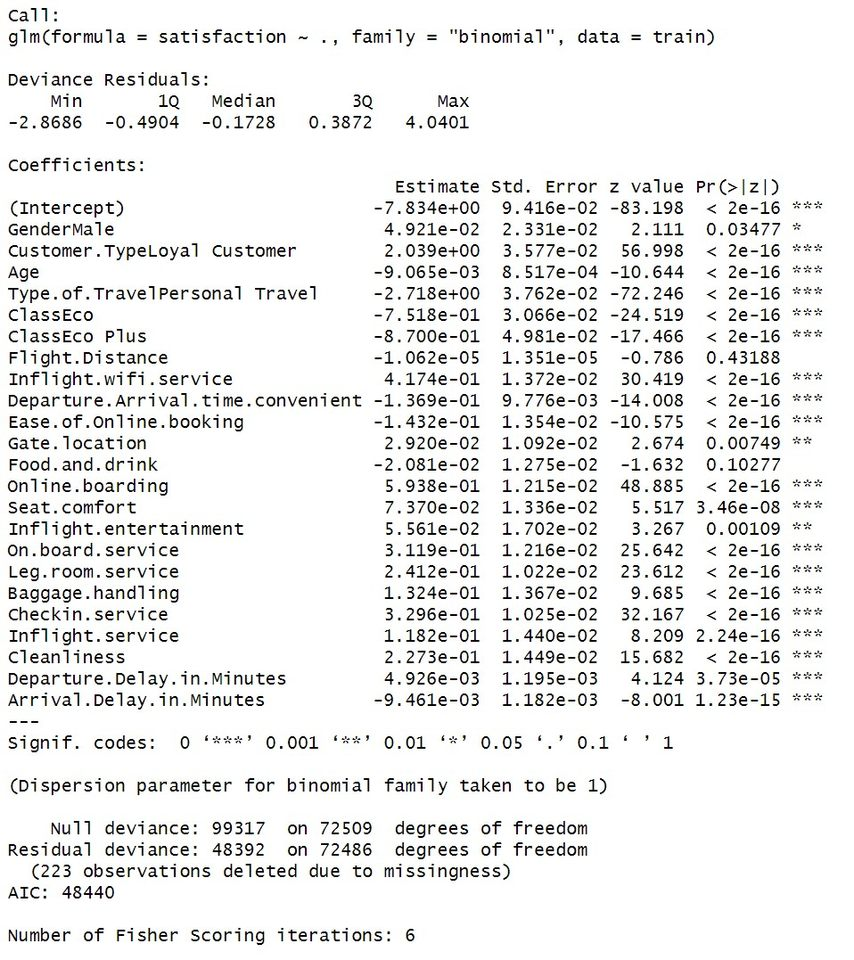 Call:
glm(formula = satisfaction ~ ., family = "binomial", data = train)
Deviance Residuals:
Min 1Q Median 3Q Max
-2.8686 -0.4904 -0.1728 0.3872 4.0401
Coefficients:
Estimate Std. Error z value Pr(>|z|)
(Intercept) -7.834e+00 9.416e-02 -83.198 < 2e-16 ***
GenderMale 4.921e-02 2.331e-02 2.111 0.03477 *
Customer.TypeLoyal Customer 2.039e+00 3.577e-02 56.998 < 2e-16 ***
Age -9.065e-03 8.517e-04 -10.644 < 2e-16 ***
Type.of.TravelPersonal Travel -2.718e+00 3.762e-02 -72.246 < 2e-16 ***
ClassEco -7.518e-01 3.066e-02 -24.519 < 2e-16 ***
ClassEco Plus -8.700e-01 4.981e-02 -17.466 < 2e-16 ***
Flight.Distance -1.062e-05 1.351e-05 -0.786 0.43188
Inflight.wifi.service 4.174e-01 1.372e-02 30.419 < 2e-16 ***
Departure.Arrival.time.convenient -1.369e-01 9.776e-03 -14.008 < 2e-16 ***
Ease.of.Online.booking -1.432e-01 1.354e-02 -10.575 < 2e-16 ***
Gate.location 2.920e-02 1.092e-02 2.674 0.00749 **
Food.and.drink -2.081e-02 1.275e-02 -1.632 0.10277
Online.boarding 5.938e-01 1.215e-02 48.885 < 2e-16 ***
Seat.comfort 7.370e-02 1.336e-02 5.517 3.46e-08 ***
Inflight.entertainment 5.561e-02 1.702e-02 3.267 0.00109 **
On.board.service 3.119e-01 1.216e-02 25.642 < 2e-16 ***
Leg.room.service 2.412e-01 1.022e-02 23.612 < 2e-16 ***
Baggage.handling 1.324e-01 1.367e-02 9.685 < 2e-16 ***
Checkin.service 3.296e-01 1.025e-02 32.167 < 2e-16 ***
Inflight.service 1.182e-01 1.440e-02 8.209 2.24e-16 ***
Cleanliness 2.273e-01 1.449e-02 15.682 < 2e-16 ***
Departure.Delay.in.Minutes 4.926e-03 1.195e-03 4.124 3.73e-05 ***
Arrival.Delay.in.Minutes -9.461e-03 1.182e-03 -8.001 1.23e-15 ***
---
Signif. codes: 0 ‘***’ 0.001 ‘**’ 0.01 ‘*’ 0.05 ‘.’ 0.1 ‘ ’ 1
(Dispersion parameter for binomial family taken to be 1)
Null deviance: 99317 on 72509 degrees of freedom
Residual deviance: 48392 on 72486 degrees of freedom
(223 observations deleted due to missingness)
AIC: 48440
Number of Fisher Scoring iterations: 6